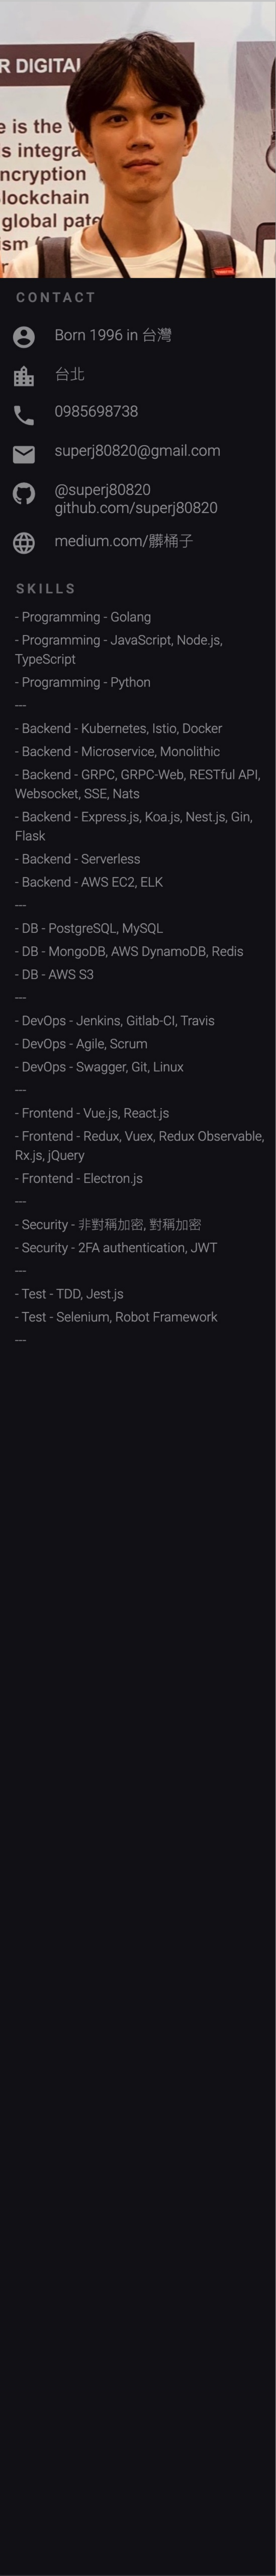 R DIGITAL
e is the
s integra
ncryption
lockchain
global pate
ism
r
CONTACT
Born 1996 in 台灣
台北
0985698738
superj80820@gmail.com
@superj80820
github.com/superj80820
medium.com/髒桶子
SKILLS
- Programming - Golang
- Programming - JavaScript, Node.js,
TypeScript
- Programming - Python
---
- Backend - Kubernetes, Istio, Docker
- Backend - Microservice, Monolithic
- Backend - GRPC, GRPC-Web, RESTful API,
Websocket, SSE, Nats
- Backend - Express.js, Koa.js, Nest.js, Gin,
Flask
- Backend - Serverless
- Backend - AWS EC2, ELK
---
- DB - PostgreSQL, MySQL
- DB - MongoDB, AWS DynamoDB, Redis
- DB - AWS S3
---
- DevOps - Jenkins, Gitlab-CI, Travis
- DevOps - Agile, Scrum
- DevOps - Swagger, Git, Linux
---
- Frontend - Vue.js, React.js
- Frontend - Redux, Vuex, Redux Observable,
Rx.js, jQuery
- Frontend - Electron.js
---
- Security - 非對稱加密, 對稱加密
- Security - 2FA authentication, JWT
---
- Test - TDD, Jest.js
- Test - Selenium, Robot Framework
---